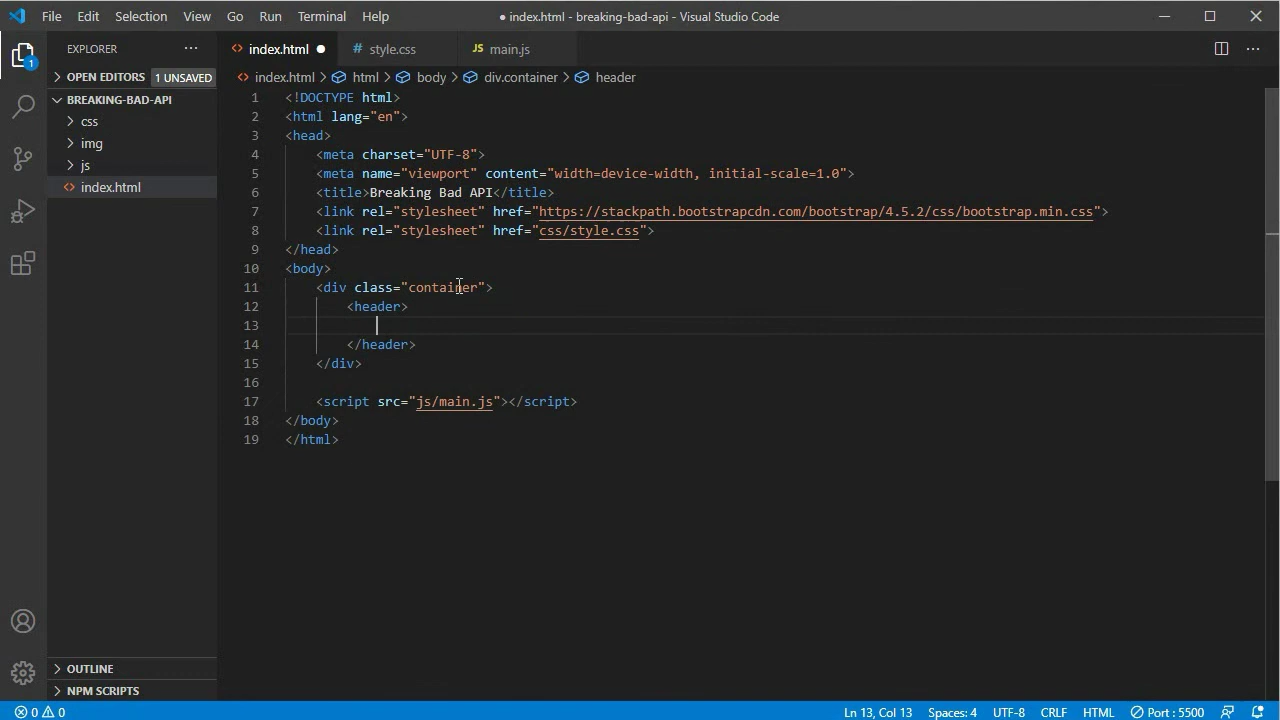 File Edit Selection View Go Run Terminal Help
● index.html - breaking-bad-api - Visual Studio Code
EXPLORER ···
index.html ●
style.css
JS main.js
OPEN EDITORS 1 UNSAVED
index.html > html > body > div.container > header
BREAKING-BAD-API
css
img
js
index.html
1 <!DOCTYPE html>
2 <html lang="en">
3 <head>
4 <meta charset="UTF-8">
5 <meta name="viewport" content="width=device-width, initial-scale=1.0">
6 <title>Breaking Bad API</title>
7 <link rel="stylesheet" href="https://stackpath.bootstrapcdn.com/bootstrap/4.5.2/css/bootstrap.min.css">
8 <link rel="stylesheet" href="css/style.css">
9 </head>
10 <body>
11 <div class="container">
12 <header>
13
14 </header>
15 </div>
16
17 <script src="js/main.js"></script>
18 </body>
19 </html>
1
OUTLINE
NPM SCRIPTS
0 0
Ln 13, Col 13 Spaces: 4 UTF-8 CRLF HTML Port : 5500